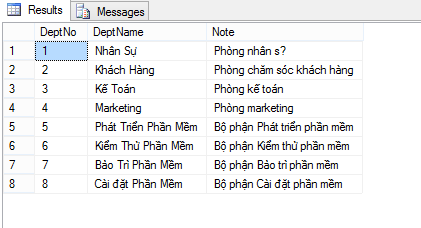 Results Messages
DeptNo DeptName Note
1 1 Nhân Sự Phòng nhân s?
2 2 Khách Hàng Phòng chăm sóc khách hàng
3 3 Kế Toán Phòng kế toán
4 4 Marketing Phòng marketing
5 5 Phát Triển Phần Mềm Bộ phận Phát triển phần mềm
6 6 Kiểm Thử Phần Mềm Bộ phận Kiểm thử phần mềm
7 7 Bảo Trì Phần Mềm Bộ phận Bảo trì phần mềm
8 8 Cài đặt Phần Mềm Bộ phận Cài đặt phần mềm